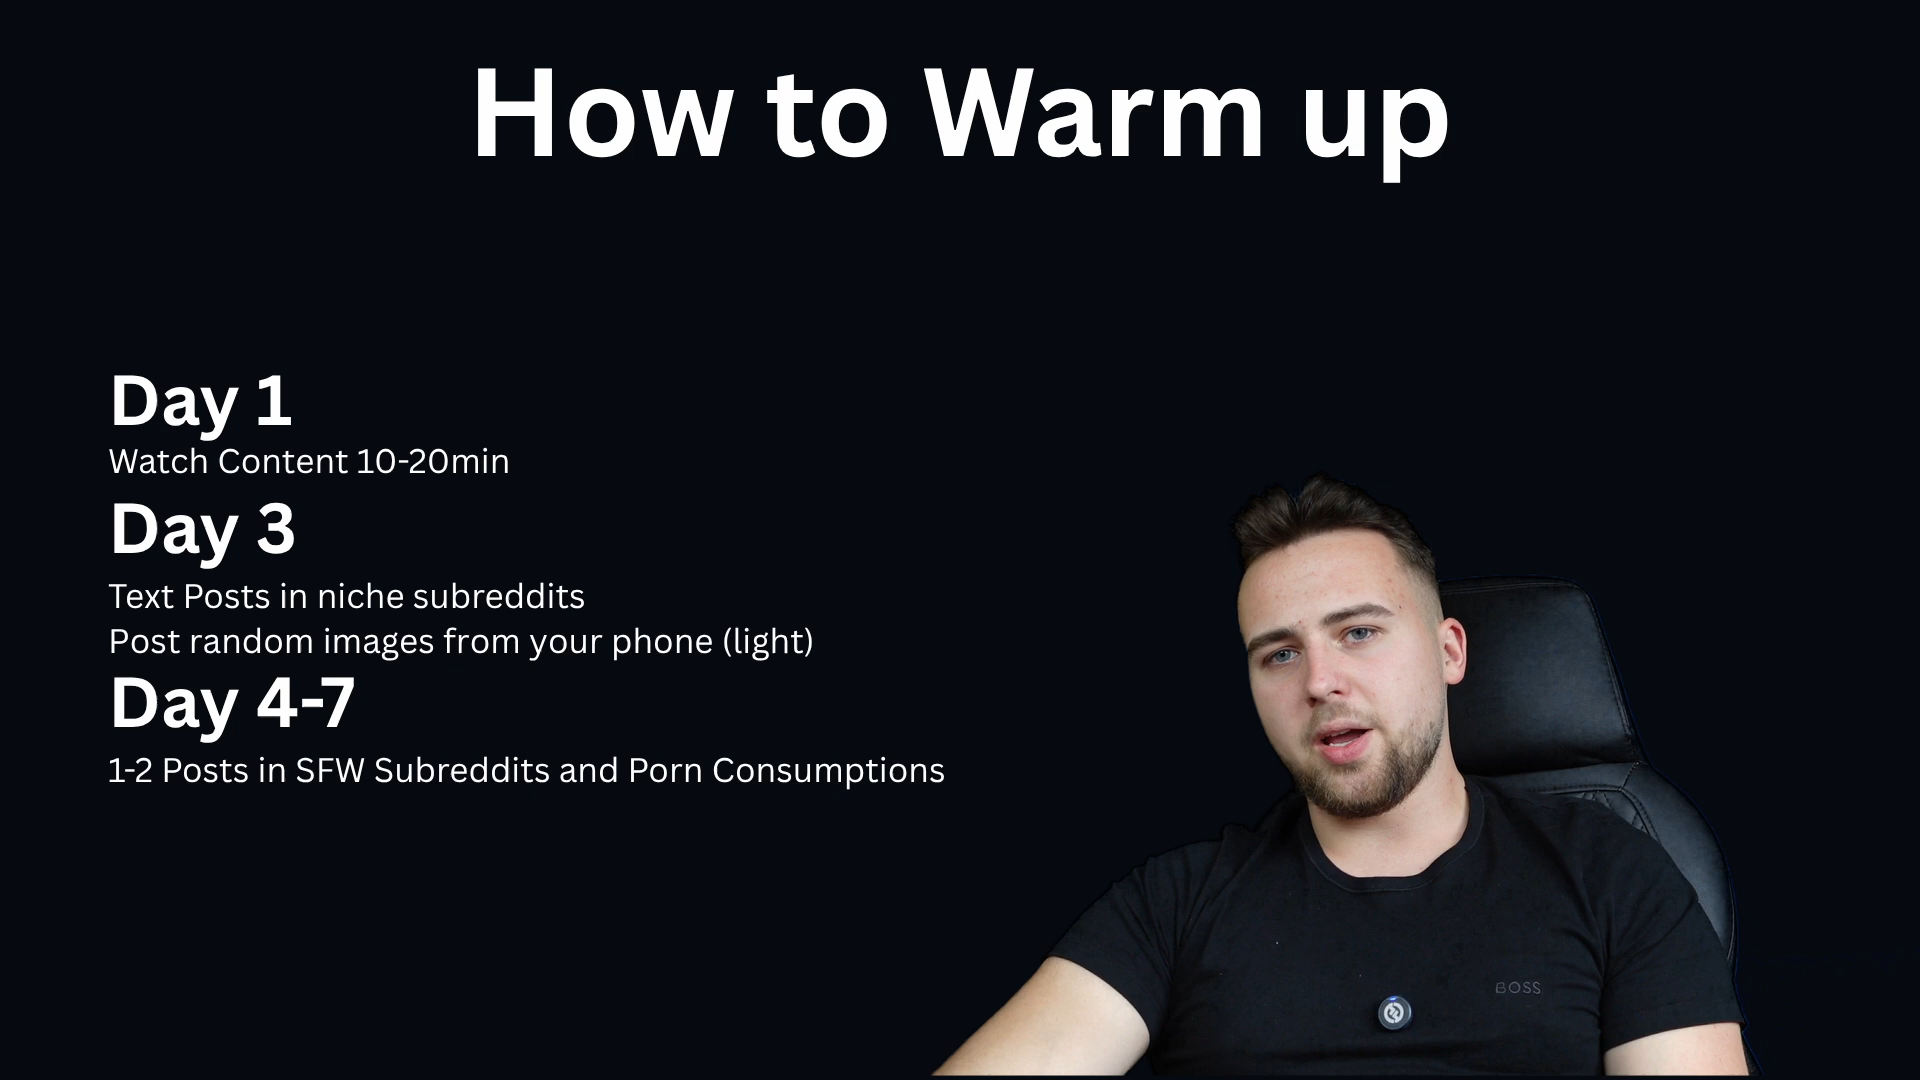 How to Warm up
Day 1
Watch Content 10-20min
Day 3
Text Posts in niche subreddits
Post random images from your phone (light)
Day 4-7
1-2 Posts in SFW Subreddits and Porn Consumptions
BOSS